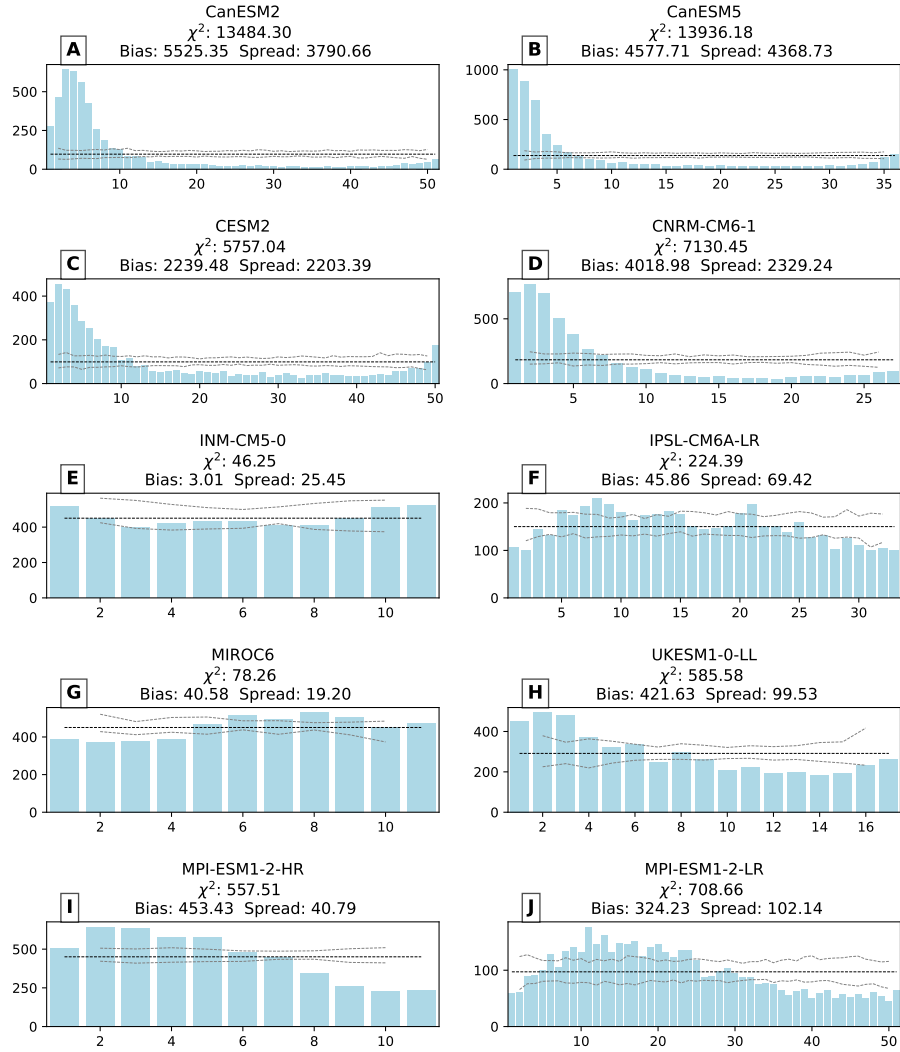 CanESM2
χ²: 13484.30
A
Bias: 5525.35 Spread: 3790.66
500
250
0
10 20 30 40 50
CanESM5
χ²: 13936.18
B
Bias: 4577.71 Spread: 4368.73
1000
500
0
5 10 15 20 25 30 35
CESM2
χ²: 5757.04
C
Bias: 2239.48 Spread: 2203.39
400
200
0
10 20 30 40 50
CNRM-CM6-1
χ²: 7130.45
D
Bias: 4018.98 Spread: 2329.24
500
0
5 10 15 20 25
INM-CM5-0
χ²: 46.25
E
Bias: 3.01 Spread: 25.45
400
200
0
2 4 6 8 10
IPSL-CM6A-LR
χ²: 224.39
F
Bias: 45.86 Spread: 69.42
200
100
0
5 10 15 20 25 30
MIROC6
χ²: 78.26
G
Bias: 40.58 Spread: 19.20
400
200
0
2 4 6 8 10
UKESM1-0-LL
χ²: 585.58
H
Bias: 421.63 Spread: 99.53
400
200
0
2 4 6 8 10 12 14 16
MPI-ESM1-2-HR
χ²: 557.51
I
Bias: 453.43 Spread: 40.79
500
250
0
2 4 6 8 10
MPI-ESM1-2-LR
χ²: 708.66
J
Bias: 324.23 Spread: 102.14
100
0
10 20 30 40 50